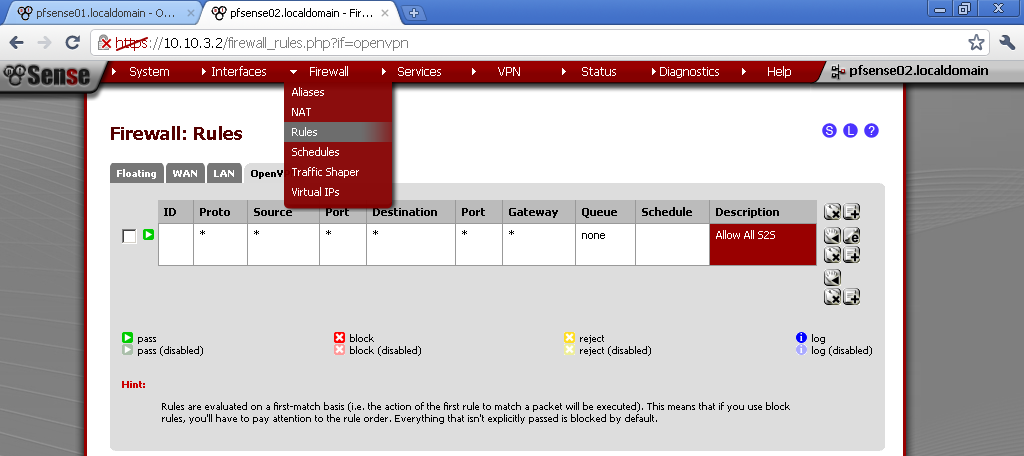 pfsense01.localdomain - O...
pfsense02.localdomain - Fir...
https://10.10.3.2/firewall_rules.php?if=openvpn
Sense
System Interfaces Firewall Services VPN Status Diagnostics Help pfsense02.localdomain
Aliases
NAT
Rules
Schedules
Traffic Shaper
Virtual IPs
Firewall: Rules
S L ?
Floating WAN LAN OpenV
ID Proto Source Port Destination Port Gateway Queue Schedule Description
* * * * * * none Allow All S2S
pass block reject log
pass (disabled) block (disabled) reject (disabled) log (disabled)
Hint:
Rules are evaluated on a first-match basis (i.e. the action of the first rule to match a packet will be executed). This means that if you use block
rules, you'll have to pay attention to the rule order. Everything that isn't explicitly passed is blocked by default.